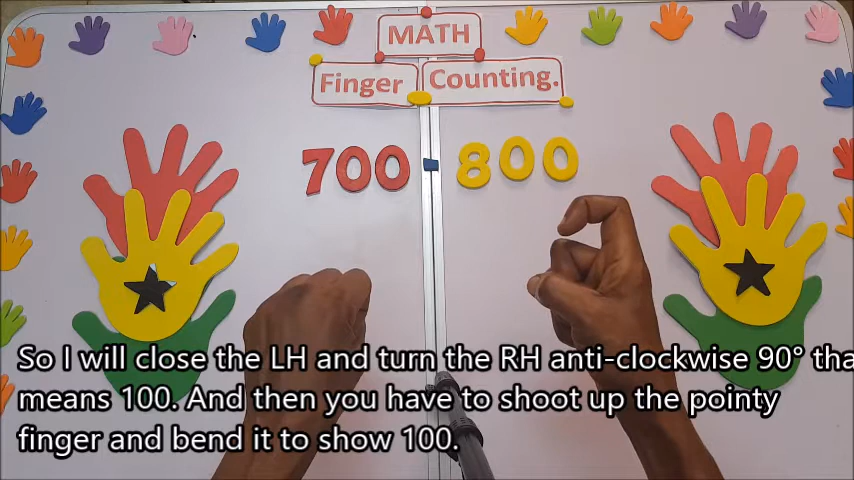 MATH
Finger Counting.
700 800
So I will close the LH and turn the RH anti-clockwise 90° tha
means 100. And then you have to shoot up the pointy
finger and bend it to show 100.